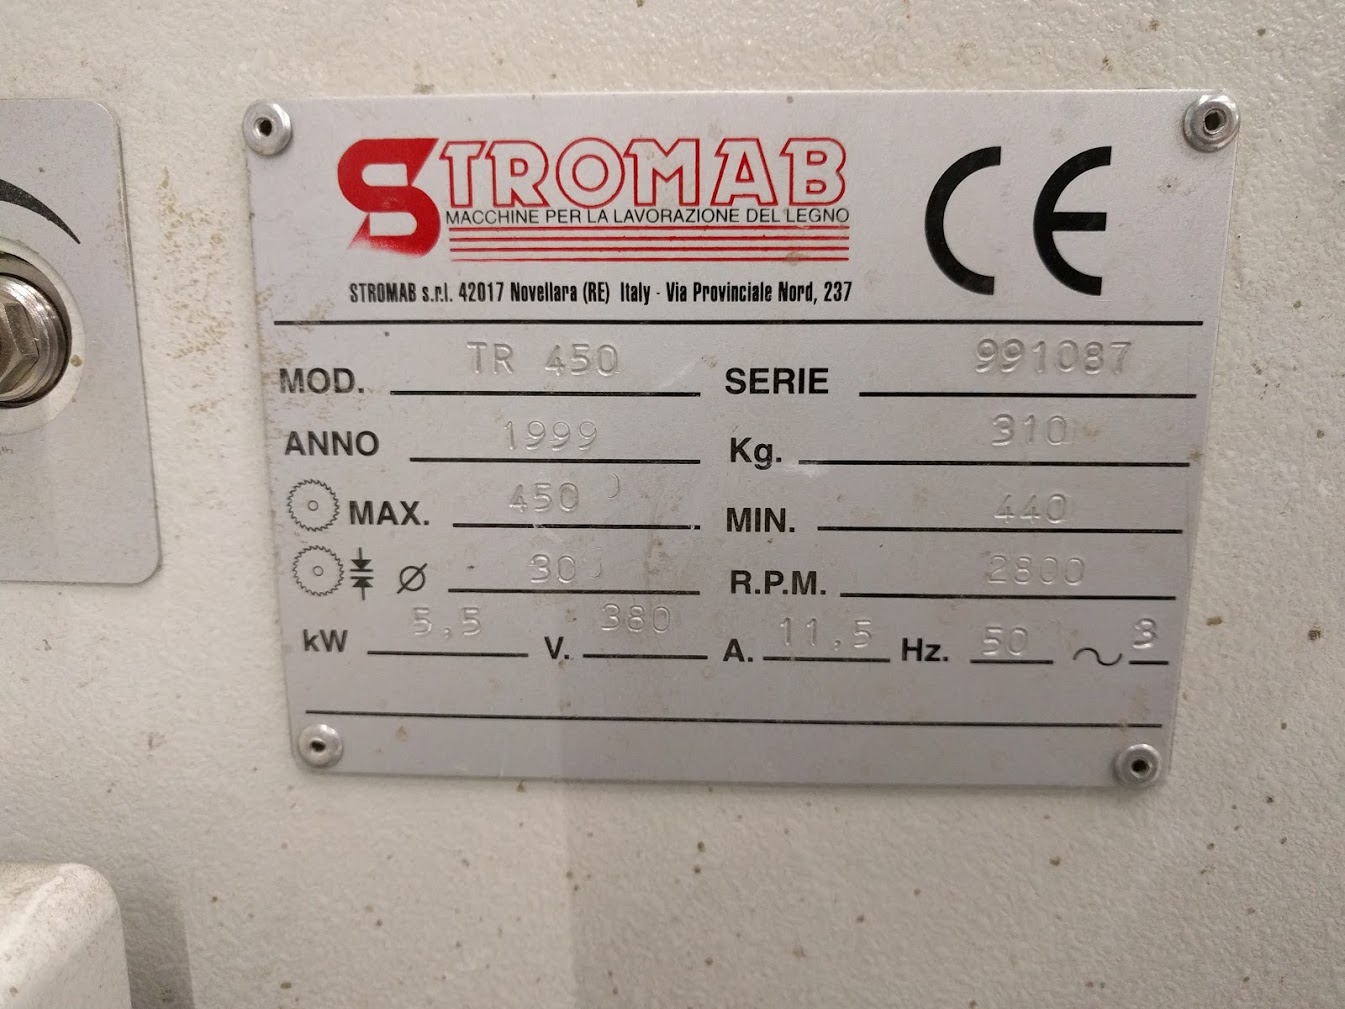 STROMAB
MACCHINE PER LA LAVORAZIONE DEL LEGNO
STROMAB s.r.l. 42017 Novellara (RE) Italy - Via Provinciale Nord, 237
CE
MOD. TR 450 SERIE 991087
ANNO 1999 Kg. 310
MAX. 450 MIN. 440
Ø 30 R.P.M. 2800
kW 5,5 V. 380 A. 11,5 Hz. 50 ~ 3